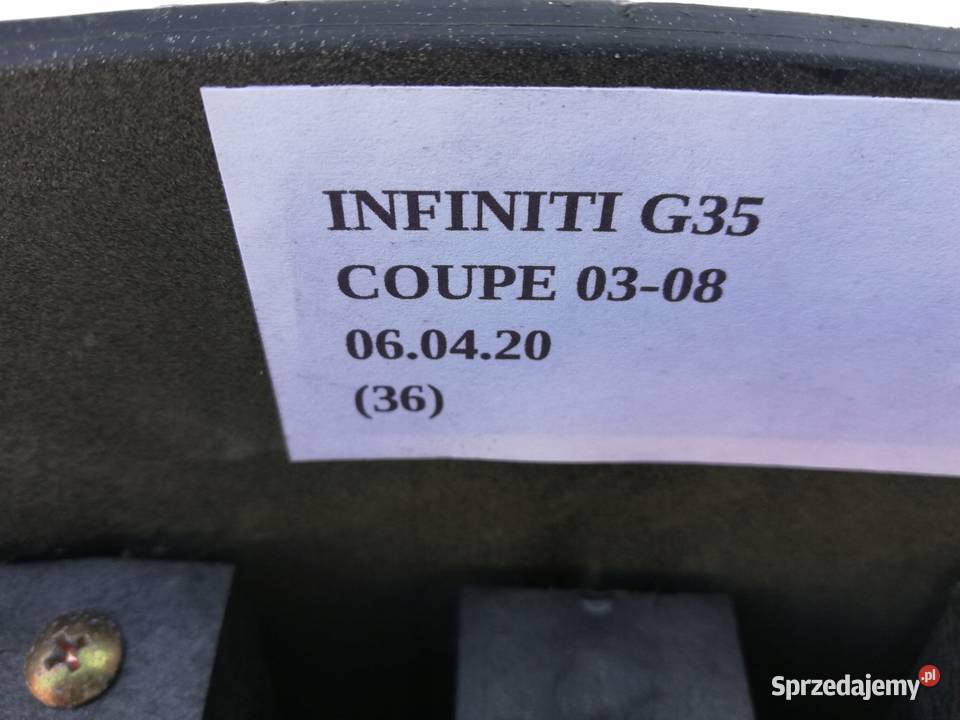 INFINITI G35
COUPE 03-08
06.04.20
(36)
Sprzedajemy.pl